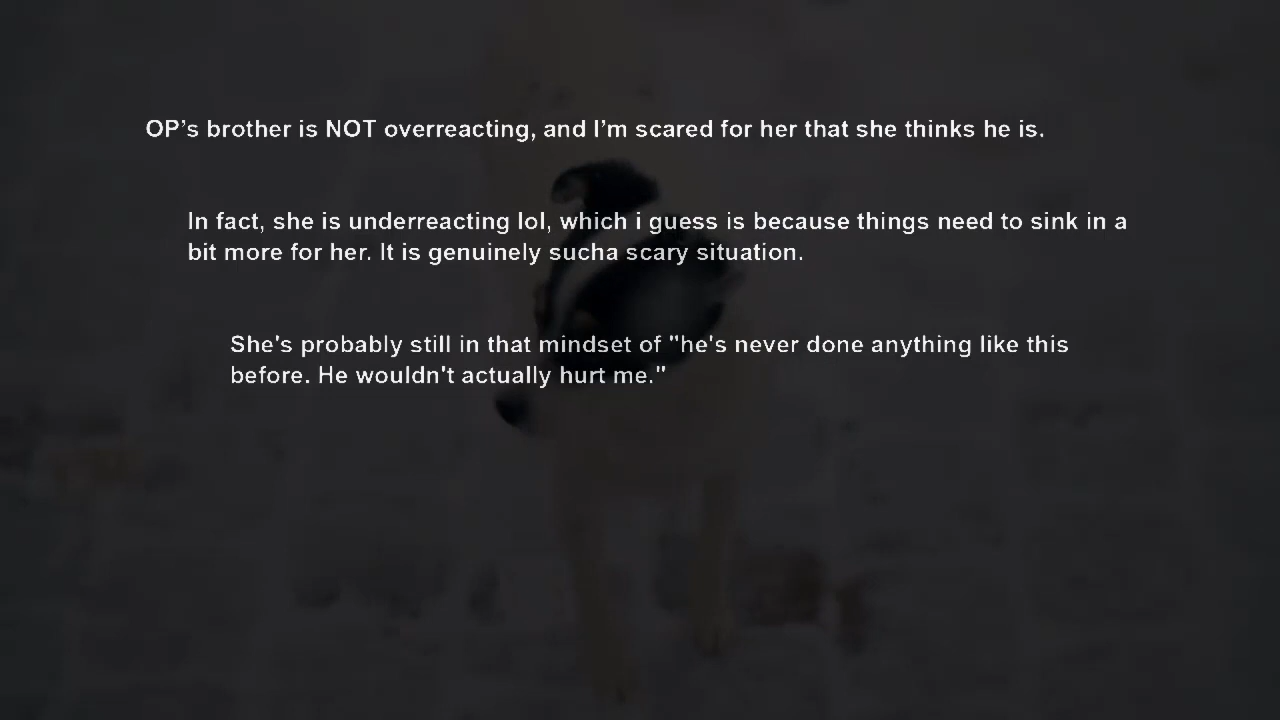 OP’s brother is NOT overreacting, and I’m scared for her that she thinks he is.
In fact, she is underreacting lol, which i guess is because things need to sink in a
bit more for her. It is genuinely sucha scary situation.
She's probably still in that mindset of "he's never done anything like this
before. He wouldn't actually hurt me."